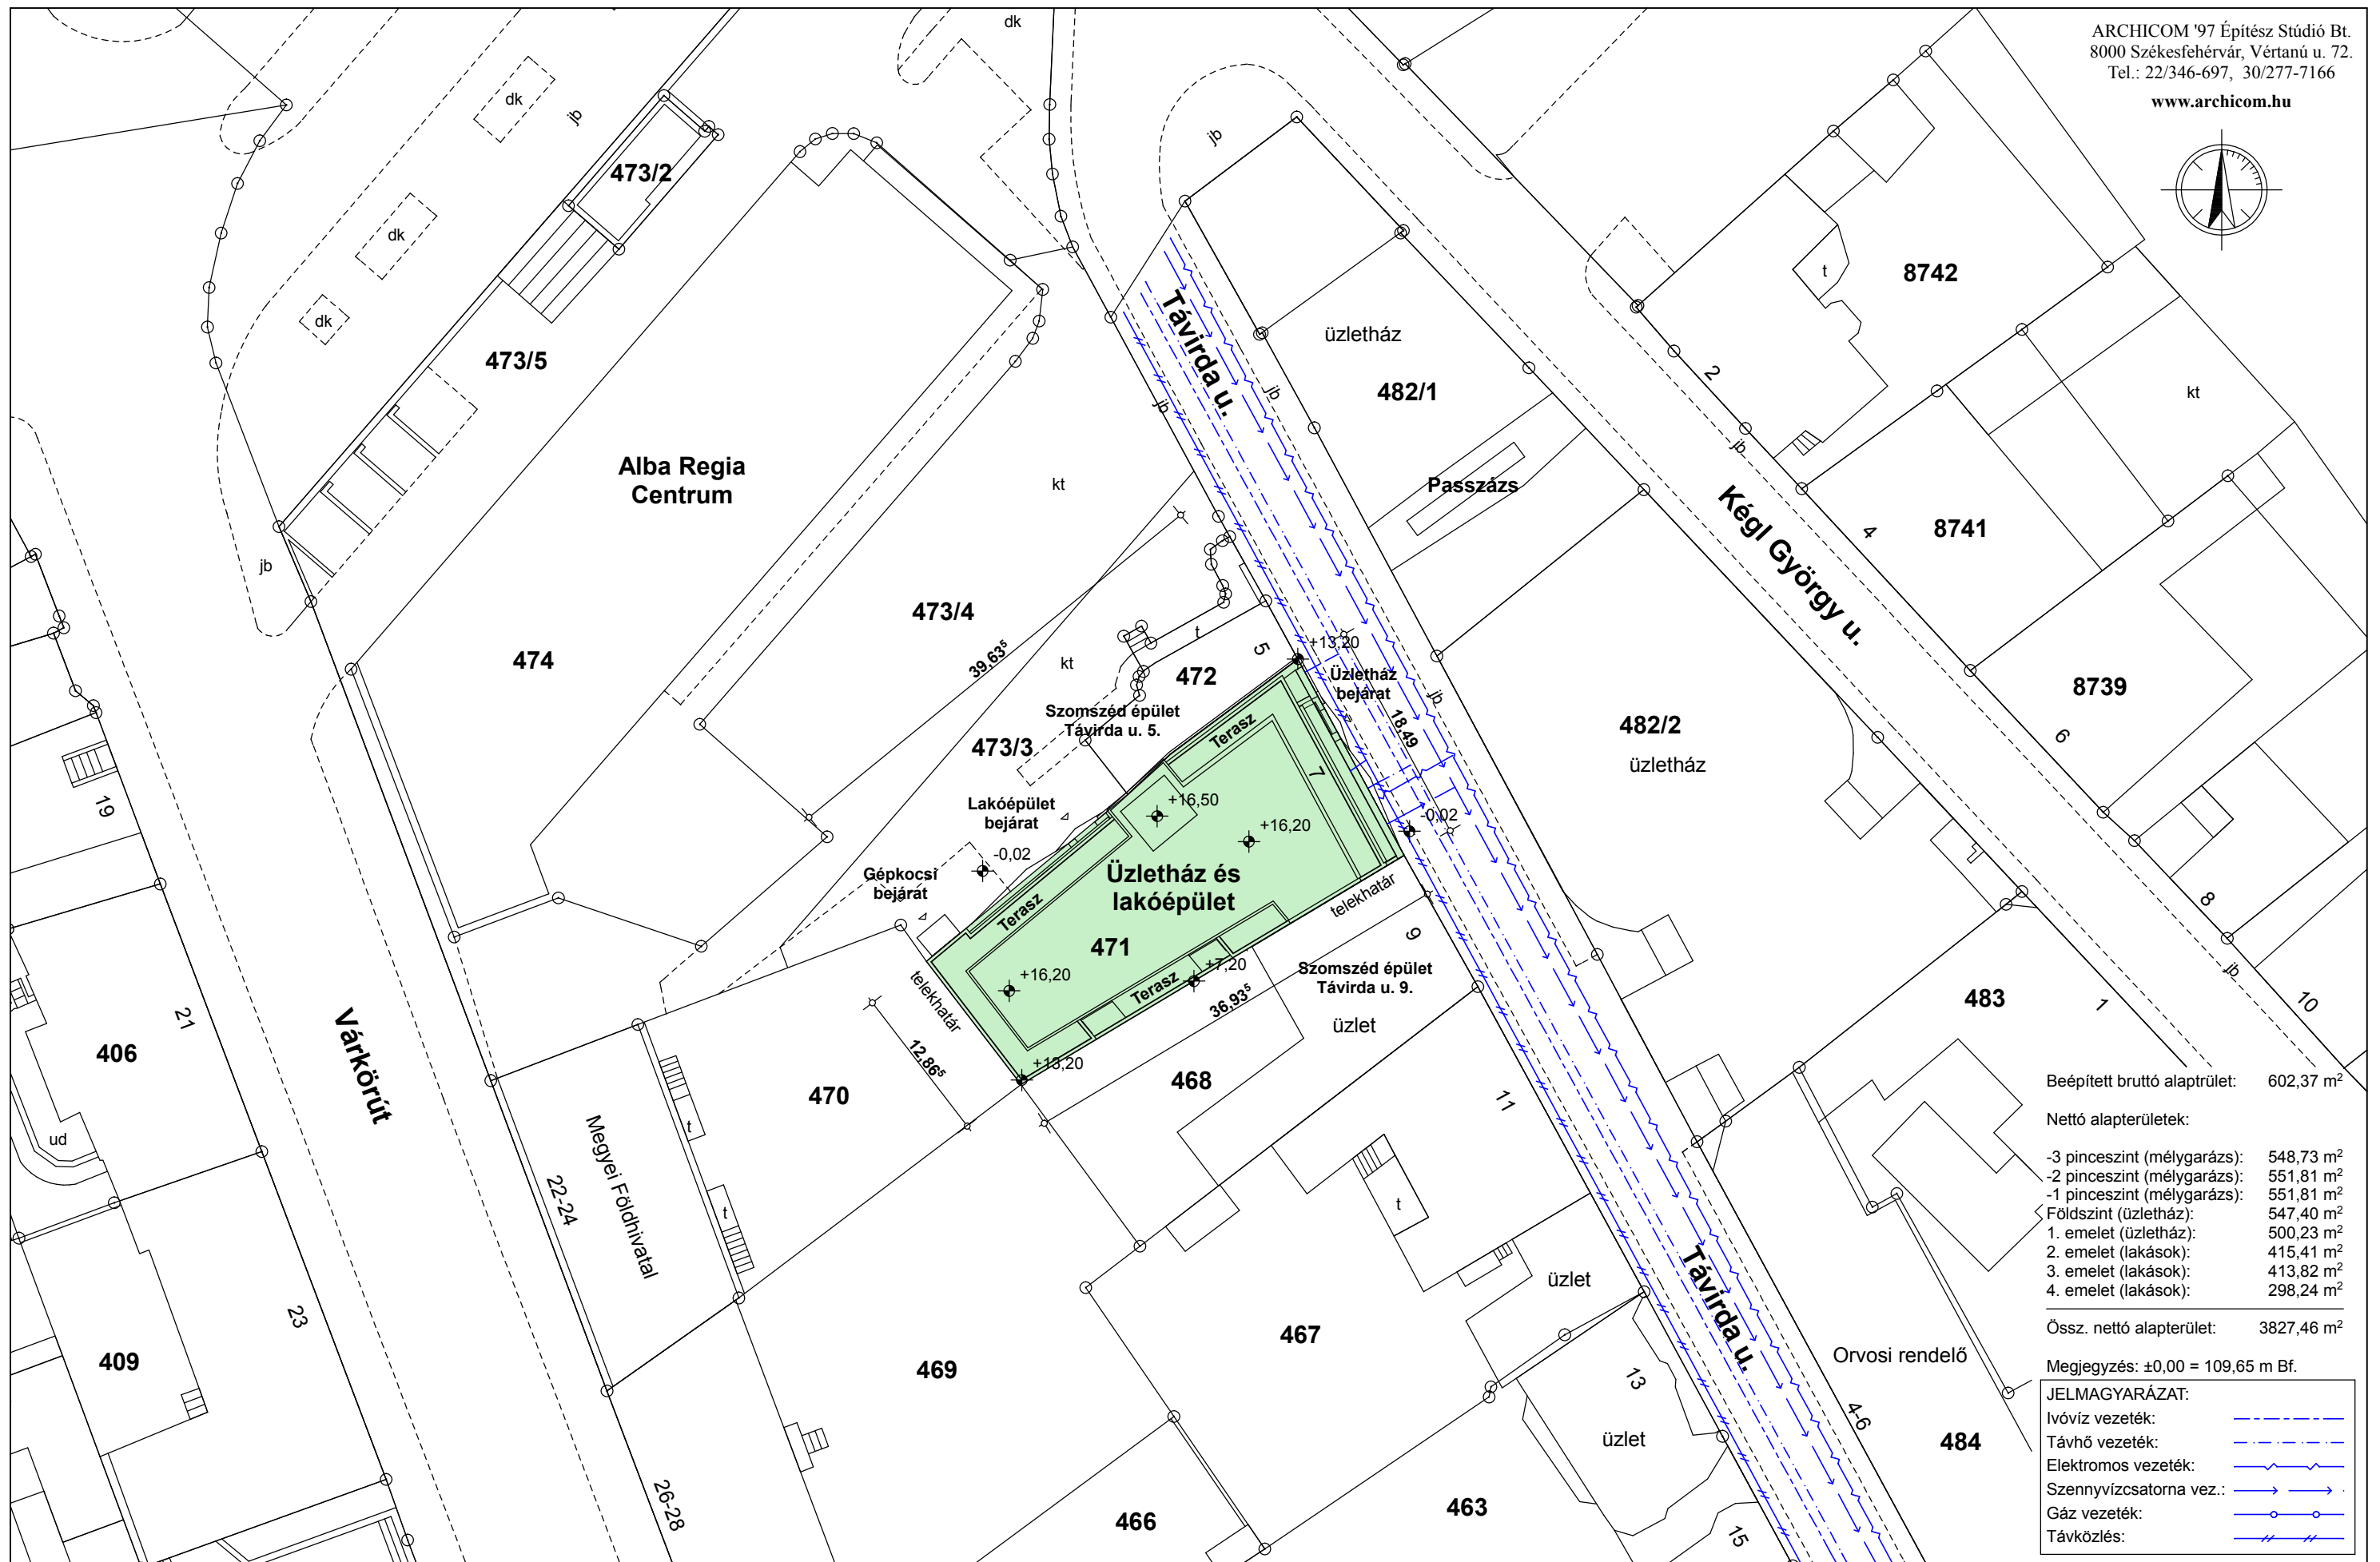 ARCHICOM '97 Építész Stúdió Bt.
8000 Székesfehérvár, Vértanú u. 72.
Tel.: 22/346-697, 30/277-7166
www.archicom.hu
dk
dk
jb
jb
473/2
dk
t
8742
dk
473/5
Távirda u.
üzletház
2
jb
482/1
kt
jb
jb
Alba Regia
Centrum
kt
Passzázs
Kégl György u.
4
8741
jb
473/4
39,63⁵
t
5
+13,20
474
kt
472
Üzletház
bejárat
jb
8739
Szomszéd épület
Távirda u. 5.
Terasz
18,49
482/2
üzletház
6
473/3
7
19
Lakóépület
bejárat
+16,50
+16,20
-0,02
-0,02
Gépkocsi
bejárat
Üzletház és
lakóépület
telekhatár
Terasz
8
471
9
+16,20
+7,20
Szomszéd épület
Távirda u. 9.
jb
telekhatár
Terasz
36,93⁵
üzlet
483
1
10
21
Várkörút
406
12,86⁵
+13,20
468
470
11
ud
t
Megyei Földhivatal
22-24
t
t
Beépített bruttó alaptrület: 602,37 m²
Nettó alapterületek:
-3 pinceszint (mélygarázs): 548,73 m²
-2 pinceszint (mélygarázs): 551,81 m²
-1 pinceszint (mélygarázs): 551,81 m²
Földszint (üzletház): 547,40 m²
1. emelet (üzletház): 500,23 m²
2. emelet (lakások): 415,41 m²
3. emelet (lakások): 413,82 m²
4. emelet (lakások): 298,24 m²
Össz. nettó alapterület: 3827,46 m²
Megjegyzés: ±0,00 = 109,65 m Bf.
23
üzlet
Távirda u.
467
409
469
Orvosi rendelő
13
4-6
üzlet
484
26-28
466
463
15
JELMAGYARÁZAT:
Ivóvíz vezeték:
Távhő vezeték:
Elektromos vezeték:
Szennyvízcsatorna vez.:
Gáz vezeték:
Távközlés: